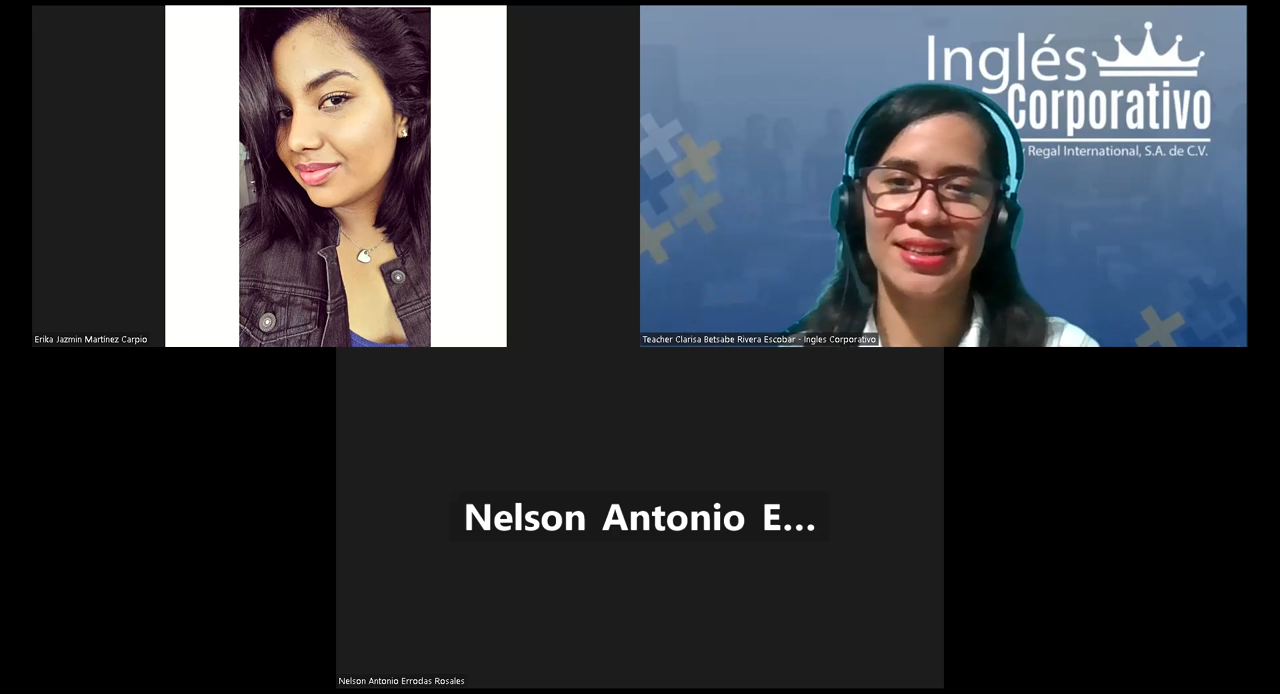 Inglés
Corporativo
y Regal International, S.A. de C.V.
Erika Jazmin Martínez Carpio
Teacher Clarisa Betsabe Rivera Escobar - Ingles Corporativo
Nelson Antonio E...
Nelson Antonio Errodas Rosales